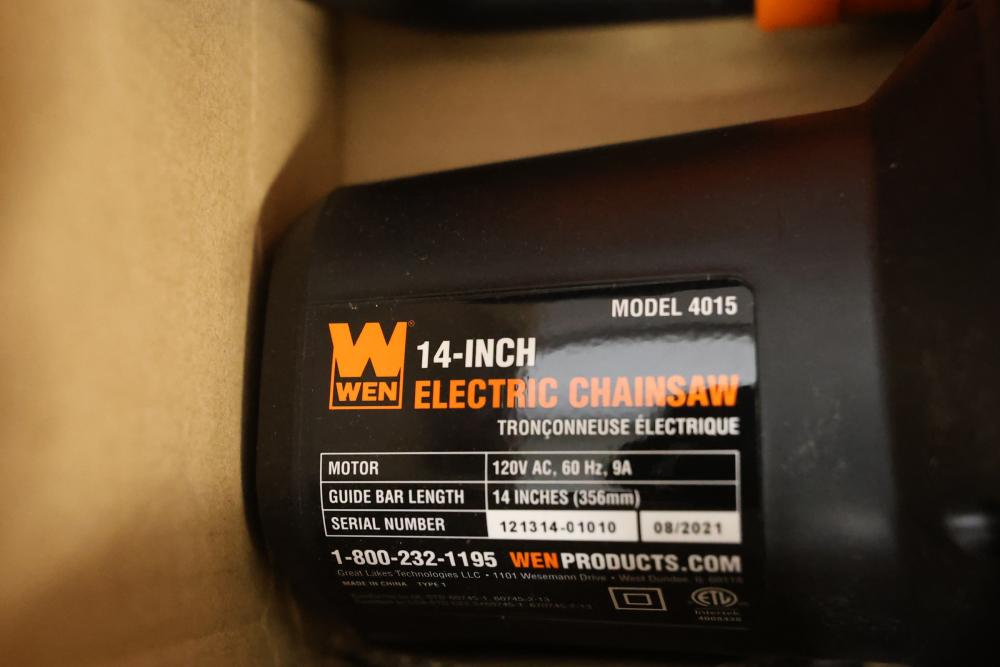 MODEL 4015
WEN
14-INCH
ELECTRIC CHAINSAW
TRONÇONNEUSE ÉLECTRIQUE
MOTOR 120V AC, 60 Hz, 9A
GUIDE BAR LENGTH 14 INCHES (356mm)
SERIAL NUMBER 121314-01010 08/2021
1-800-232-1195 WENPRODUCTS.COM
Great Lakes Technologies LLC • 1101 Wesemann Drive • West Dundee, IL 60118
MADE IN CHINA TYPE 1
ETL
Intertek